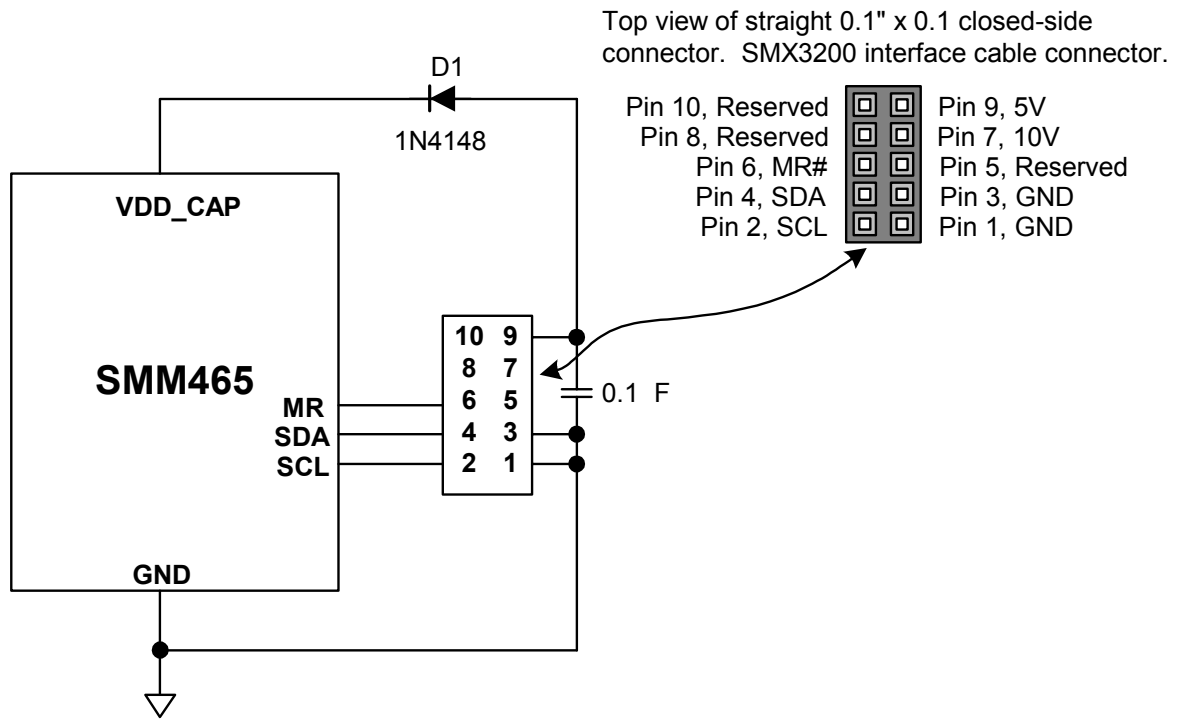 Top view of straight 0.1" x 0.1 closed-side
connector. SMX3200 interface cable connector.
D1
1N4148
Pin 10, Reserved
Pin 9, 5V
Pin 8, Reserved
Pin 7, 10V
Pin 6, MR#
Pin 5, Reserved
Pin 4, SDA
Pin 3, GND
Pin 2, SCL
Pin 1, GND
VDD_CAP
SMM465
MR
SDA
SCL
GND
10 9
8 7
6 5
4 3
2 1
0.1 F